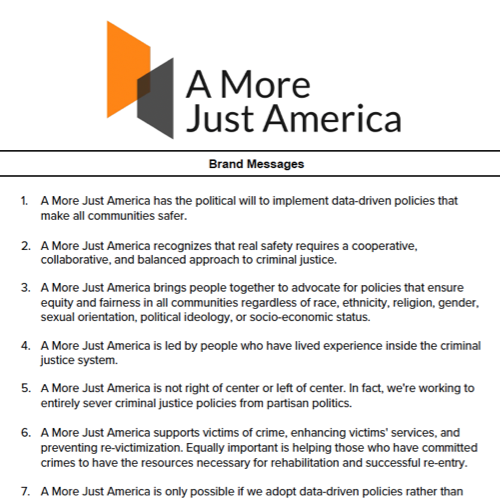 A More
Just America
Brand Messages
1. A More Just America has the political will to implement data-driven policies that
make all communities safer.
2. A More Just America recognizes that real safety requires a cooperative,
collaborative, and balanced approach to criminal justice.
3. A More Just America brings people together to advocate for policies that ensure
equity and fairness in all communities regardless of race, ethnicity, religion, gender,
sexual orientation, political ideology, or socio-economic status.
4. A More Just America is led by people who have lived experience inside the criminal
justice system.
5. A More Just America is not right of center or left of center. In fact, we're working to
entirely sever criminal justice policies from partisan politics.
6. A More Just America supports victims of crime, enhancing victims' services, and
preventing re-victimization. Equally important is helping those who have committed
crimes to have the resources necessary for rehabilitation and successful re-entry.
7. A More Just America is only possible if we adopt data-driven policies rather than